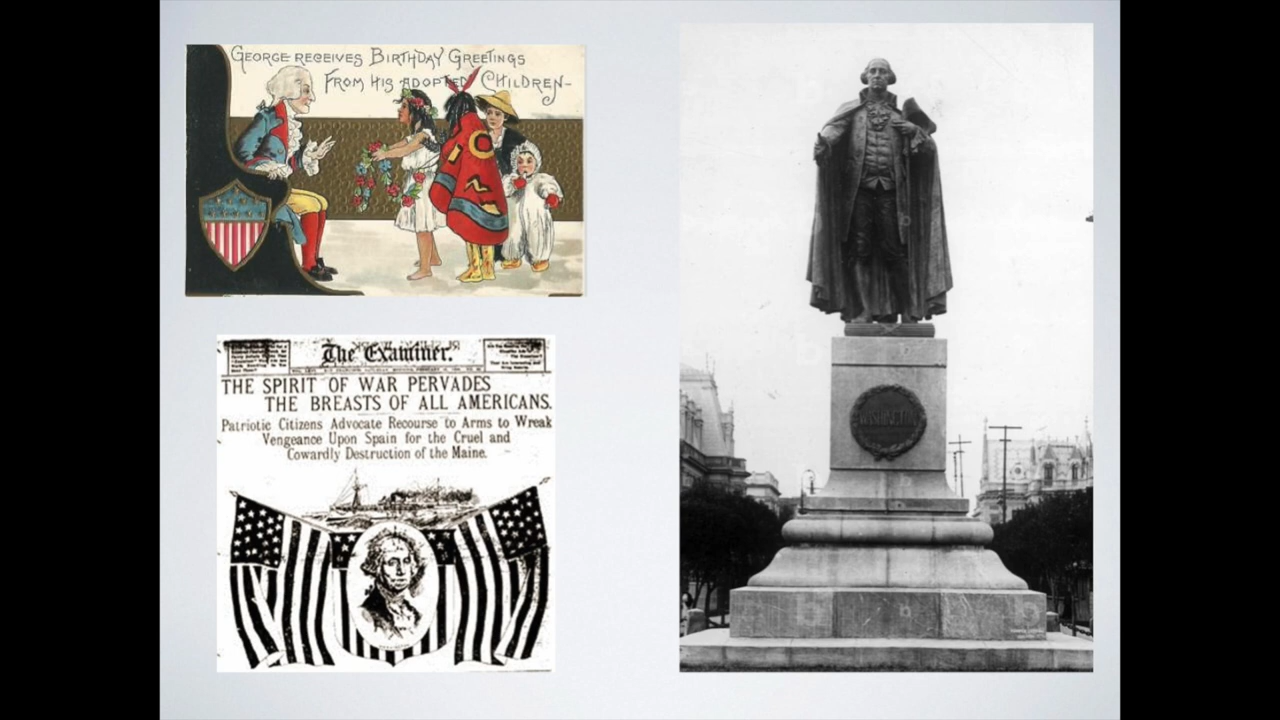 GEORGE RECEIVES BIRTHDAY GREETINGS
FROM HIS ADOPTED CHILDREN-
The Examiner.
THE SPIRIT OF WAR PERVADES
THE BREASTS OF ALL AMERICANS.
Patriotic Citizens Advocate Recourse to Arms to Wreak
Vengeance Upon Spain for the Cruel and
Cowardly Destruction of the Maine.
WASHINGTON